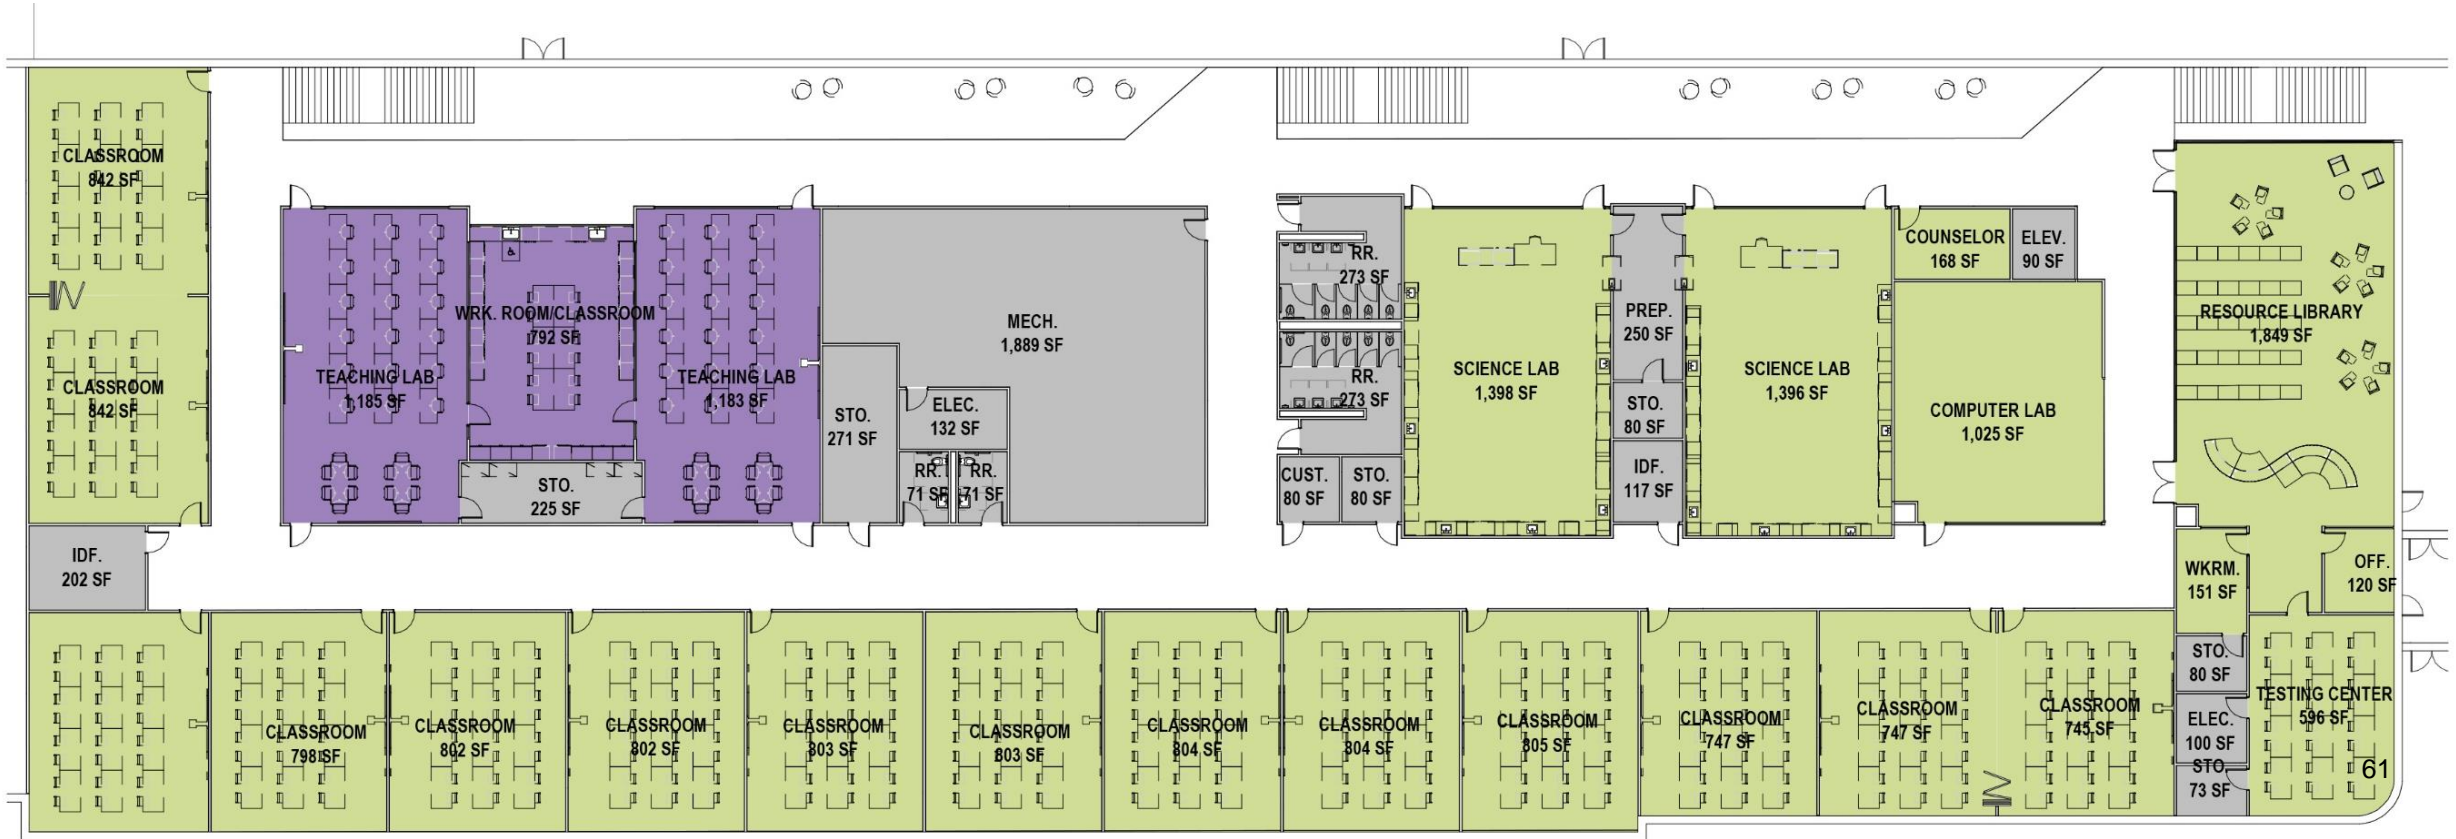 CLASSROOM
842 SF
CLASSROOM
842 SF
IDF.
202 SF
TEACHING LAB
1,185 SF
WRK. ROOM/CLASSROOM
792 SF
STO.
225 SF
TEACHING LAB
1,183 SF
STO.
271 SF
MECH.
1,889 SF
ELEC.
132 SF
RR.
71 SF
RR.
71 SF
RR.
273 SF
RR.
273 SF
CUST.
80 SF
STO.
80 SF
SCIENCE LAB
1,398 SF
PREP.
250 SF
STO.
80 SF
IDF.
117 SF
SCIENCE LAB
1,396 SF
COUNSELOR
168 SF
ELEV.
90 SF
COMPUTER LAB
1,025 SF
RESOURCE LIBRARY
1,849 SF
WKRM.
151 SF
OFF.
120 SF
STO.
80 SF
ELEC.
100 SF
STO.
73 SF
TESTING CENTER
596 SF
CLASSROOM
798 SF
CLASSROOM
802 SF
CLASSROOM
802 SF
CLASSROOM
803 SF
CLASSROOM
803 SF
CLASSROOM
804 SF
CLASSROOM
804 SF
CLASSROOM
805 SF
CLASSROOM
747 SF
CLASSROOM
747 SF
CLASSROOM
745 SF
61